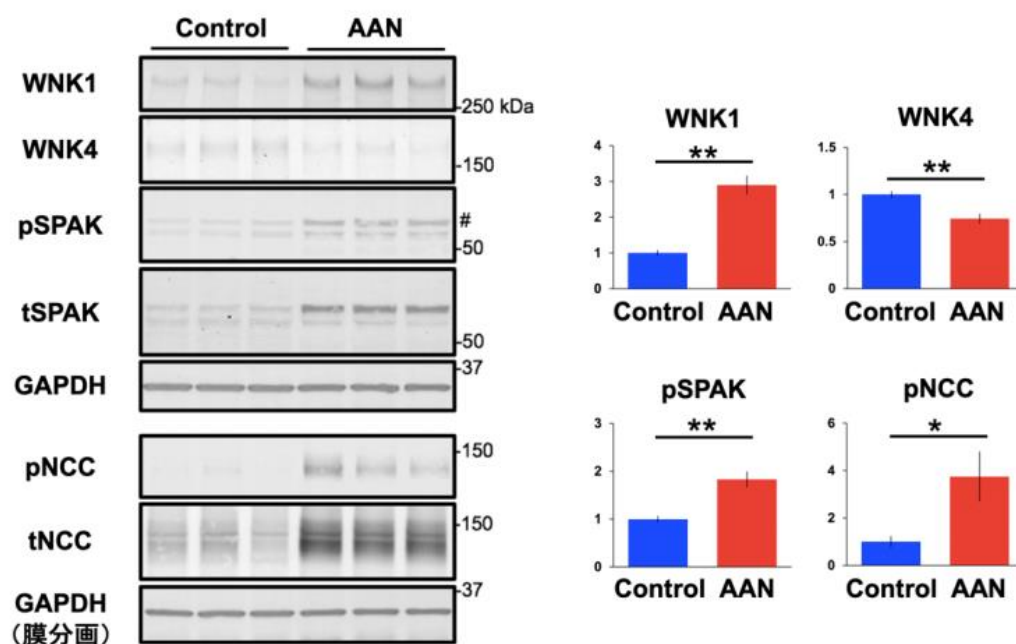 Control AAN
WNK1
-250 kDa
WNK4
-150
pSPAK
#
-50
tSPAK
-50
-37
GAPDH
-150
pNCC
-150
tNCC
-37
GAPDH
（膜分画）
WNK1
4
3
2
1
0
**
Control AAN
WNK4
1.5
1
0.5
0
**
Control AAN
pSPAK
3
2
1
0
**
Control AAN
pNCC
6
4
2
0
*
Control AAN